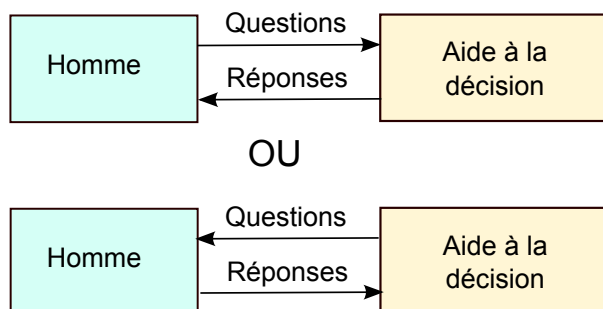 Questions
Homme
Aide à la
décision
Réponses
OU
Questions
Homme
Aide à la
décision
Réponses